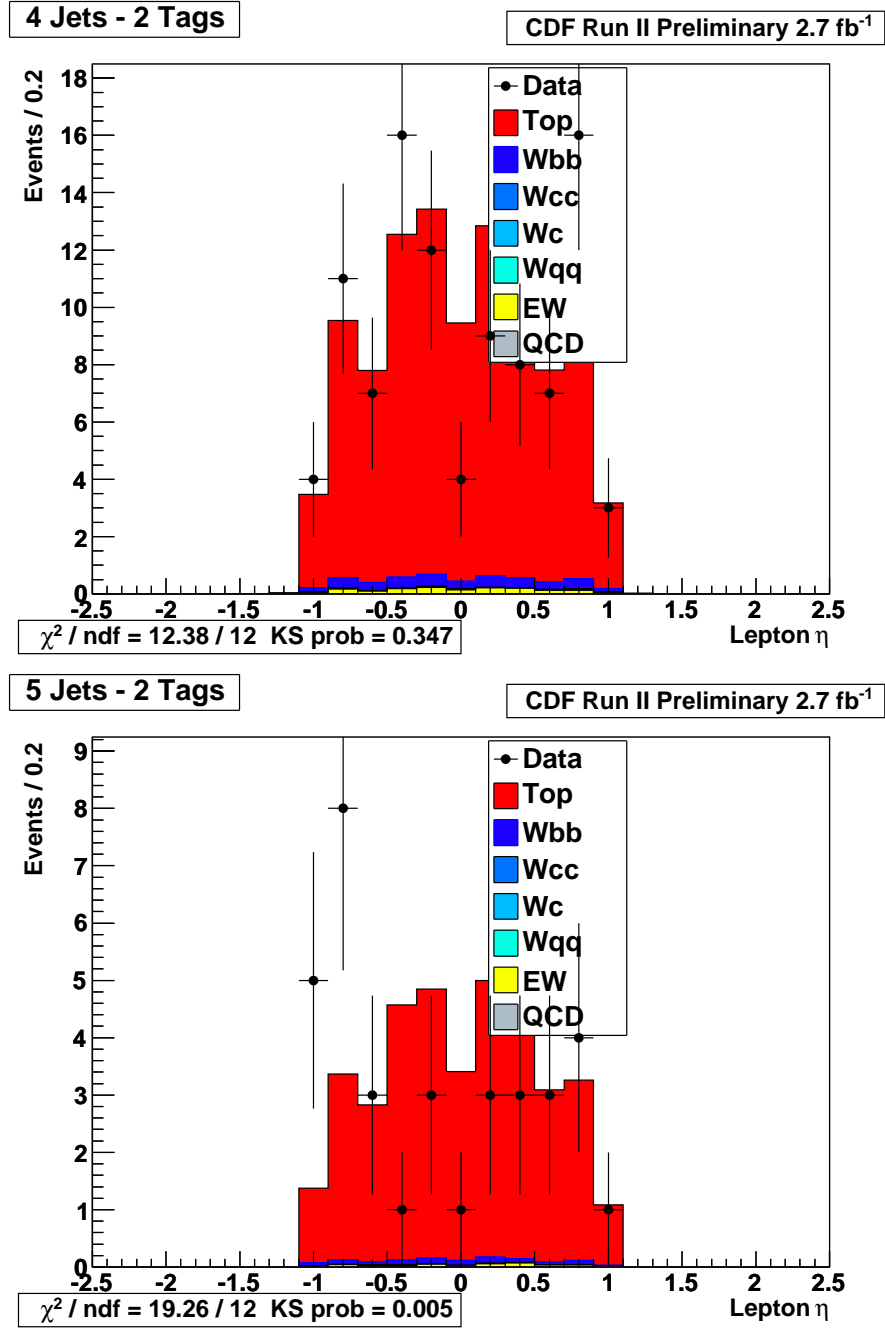 4 Jets - 2 Tags
CDF Run II Preliminary 2.7 fb⁻¹
Events / 0.2
18
16
14
12
10
8
6
4
2
0
Data
Top
Wbb
Wcc
Wc
Wqq
EW
QCD
-2.5 -2 -1.5 -1 -0.5 0 0.5 1 1.5 2 2.5
χ² / ndf = 12.38 / 12 KS prob = 0.347
Lepton η
5 Jets - 2 Tags
CDF Run II Preliminary 2.7 fb⁻¹
Events / 0.2
9
8
7
6
5
4
3
2
1
0
Data
Top
Wbb
Wcc
Wc
Wqq
EW
QCD
-2.5 -2 -1.5 -1 -0.5 0 0.5 1 1.5 2 2.5
χ² / ndf = 19.26 / 12 KS prob = 0.005
Lepton η